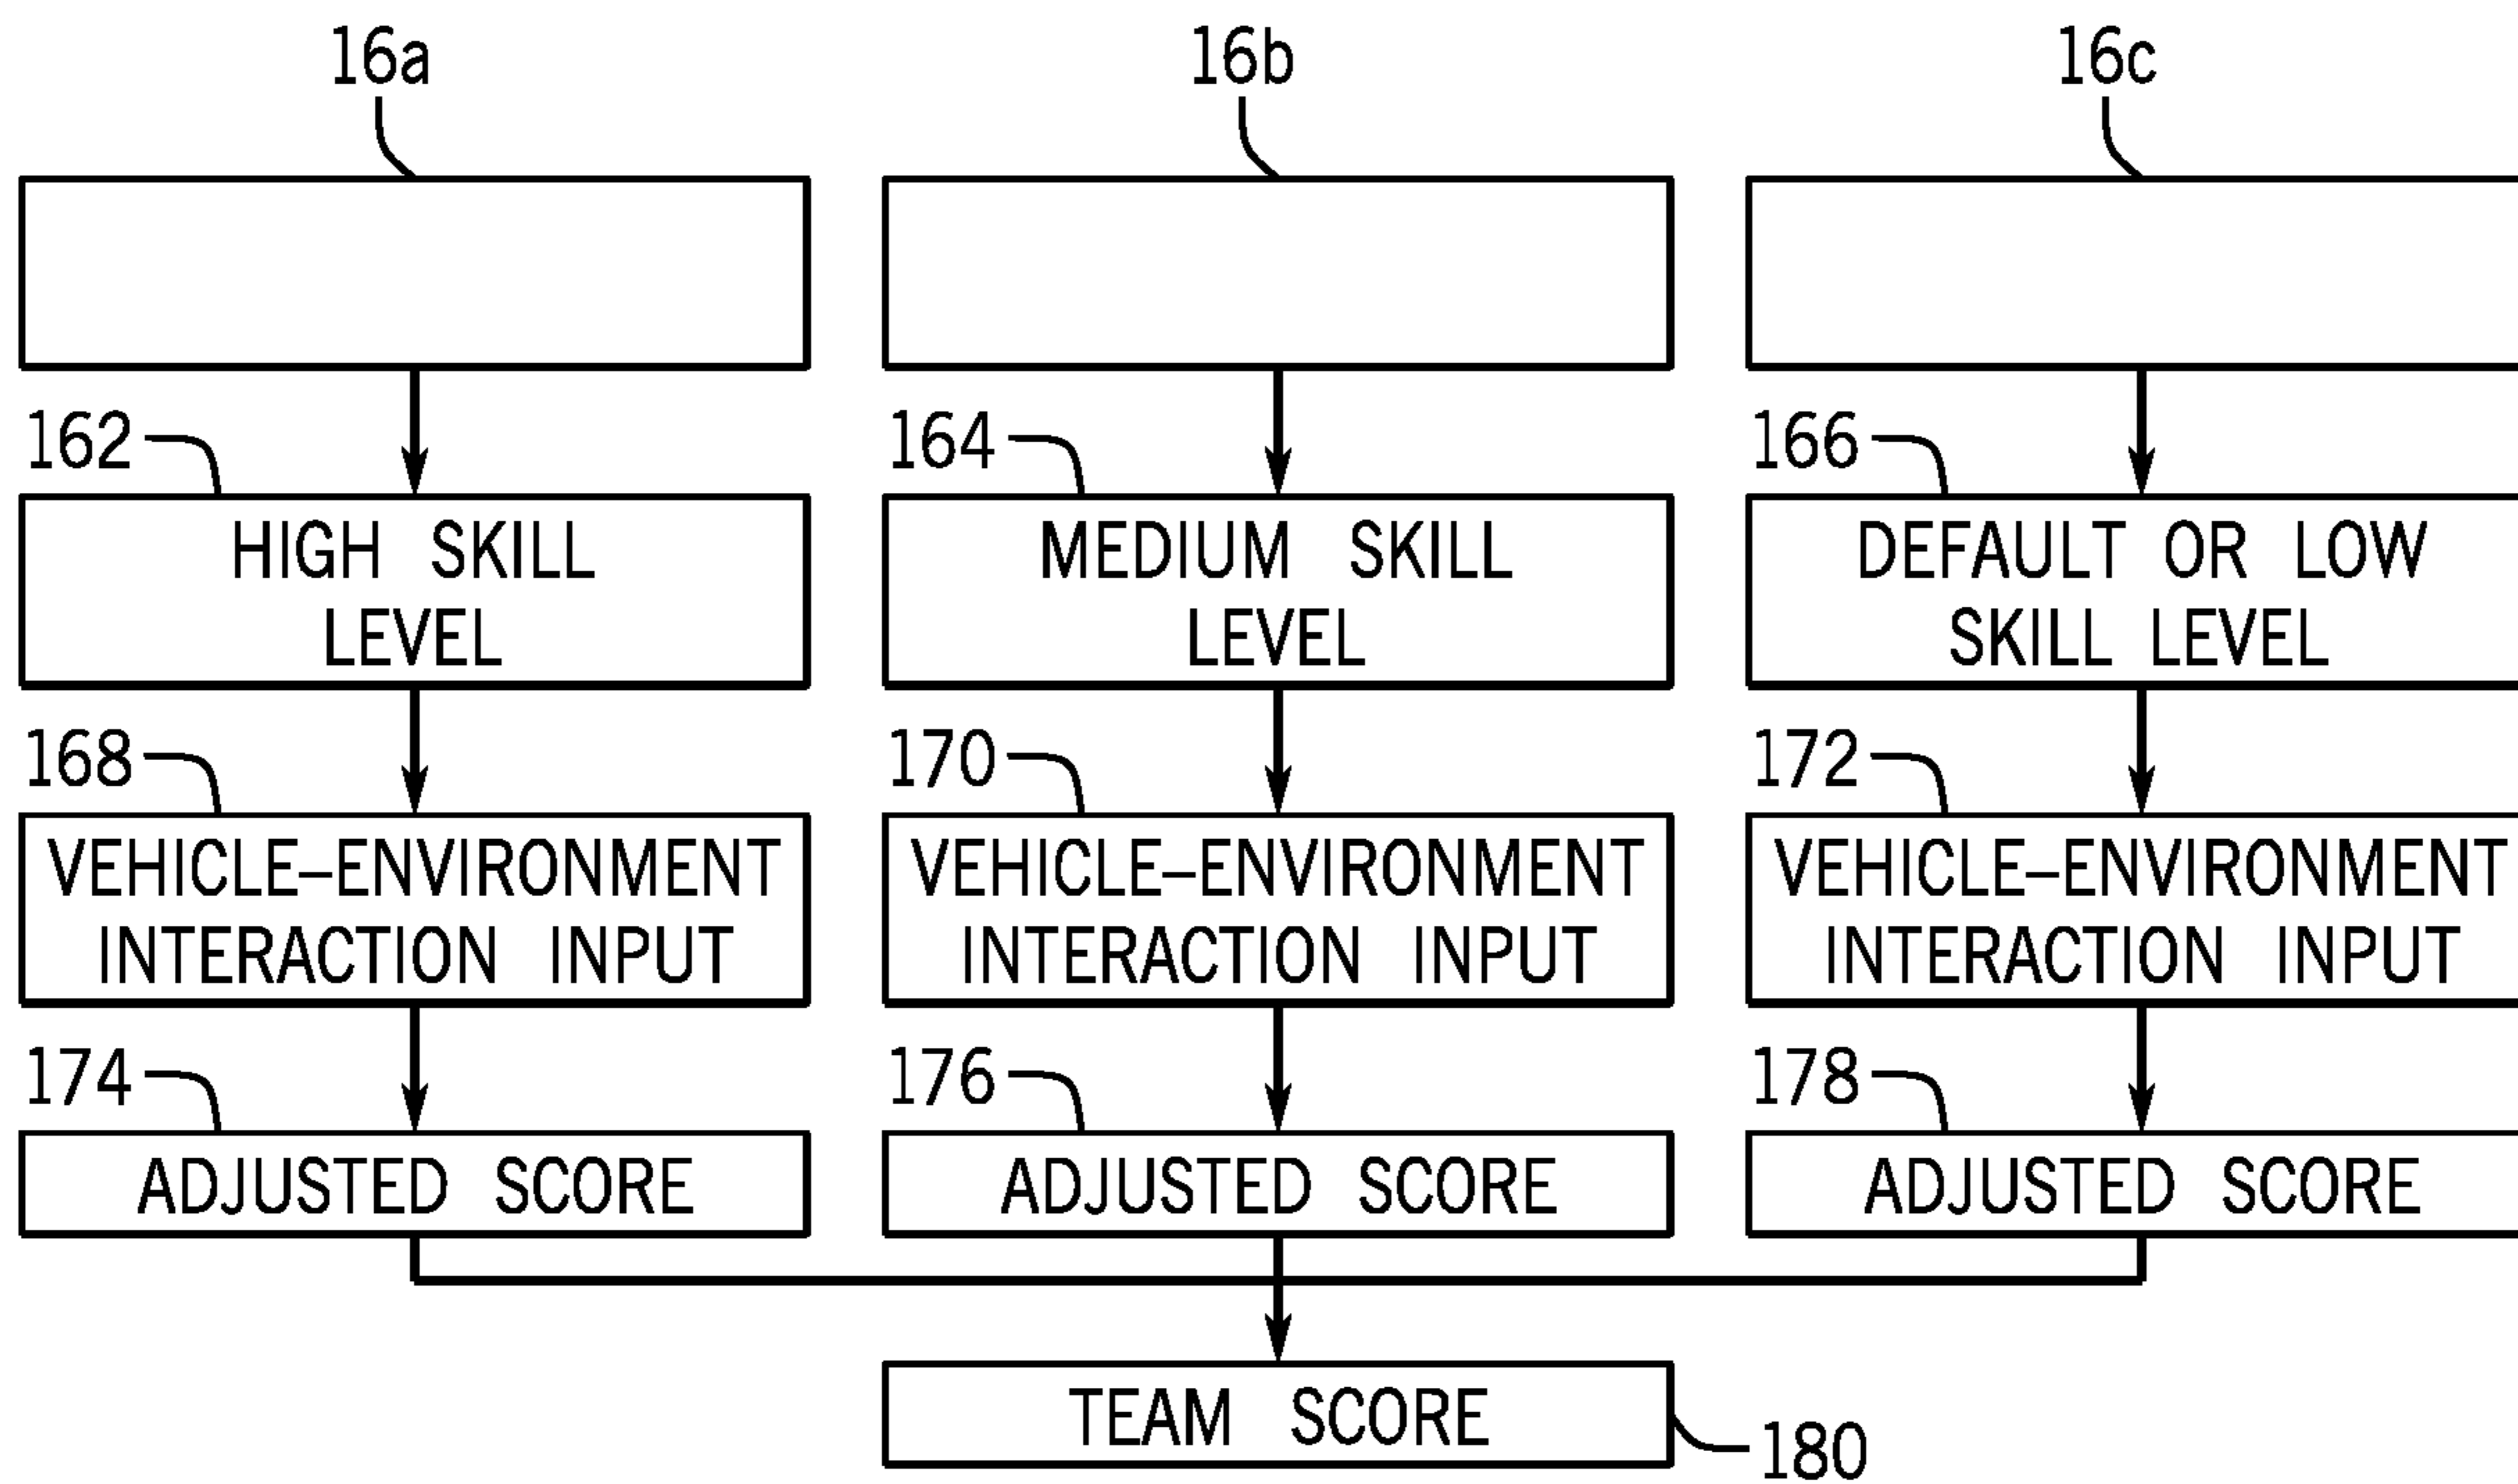 16a 16b 16c
162 164 166
HIGH SKILL MEDIUM SKILL DEFAULT OR LOW
LEVEL LEVEL SKILL LEVEL
168 170 172
VEHICLE–ENVIRONMENT VEHICLE–ENVIRONMENT VEHICLE–ENVIRONMENT
INTERACTION INPUT INTERACTION INPUT INTERACTION INPUT
174 176 178
ADJUSTED SCORE ADJUSTED SCORE ADJUSTED SCORE
TEAM SCORE
180